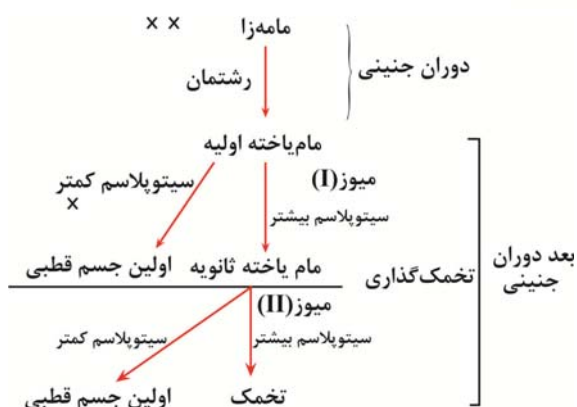 مامه‌زا × ×
دوران جنینی
رشتمان
مام‌یاخته اولیه
سیتوپلاسم کمتر
×
میوز(I)
سیتوپلاسم بیشتر
بعد دوران جنینی
تخمک‌گذاری
مام یاخته ثانویه
اولین جسم قطبی
میوز(II)
سیتوپلاسم بیشتر
سیتوپلاسم کمتر
تخمک
اولین جسم قطبی